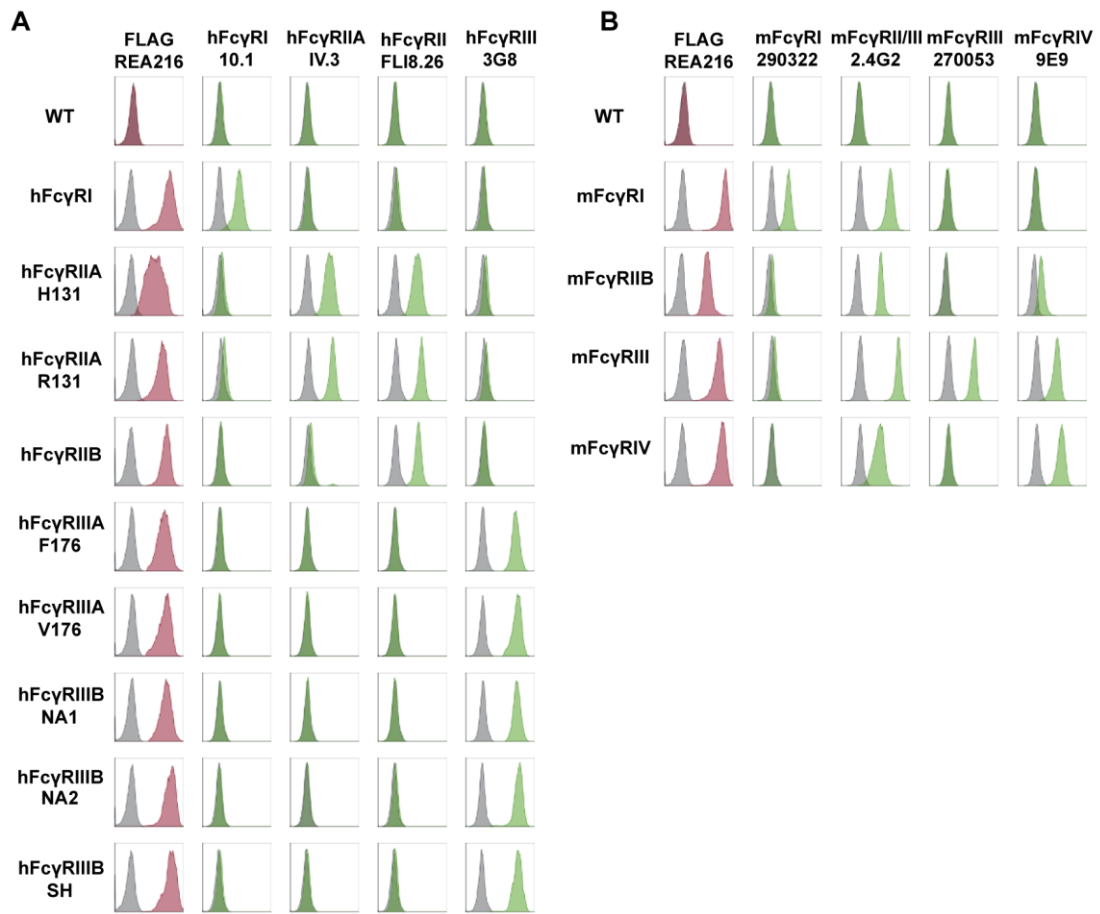 A
FLAG
REA216
hFcγRI
10.1
hFcγRIIA
IV.3
hFcγRII
FLI8.26
hFcγRIII
3G8
WT
hFcγRI
hFcγRIIA
H131
hFcγRIIA
R131
hFcγRIIB
hFcγRIIIA
F176
hFcγRIIIA
V176
hFcγRIIIB
NA1
hFcγRIIIB
NA2
hFcγRIIIB
SH
B
FLAG
REA216
mFcγRI
290322
mFcγRII/III
2.4G2
mFcγRIII
270053
mFcγRIV
9E9
WT
mFcγRI
mFcγRIIB
mFcγRIII
mFcγRIV